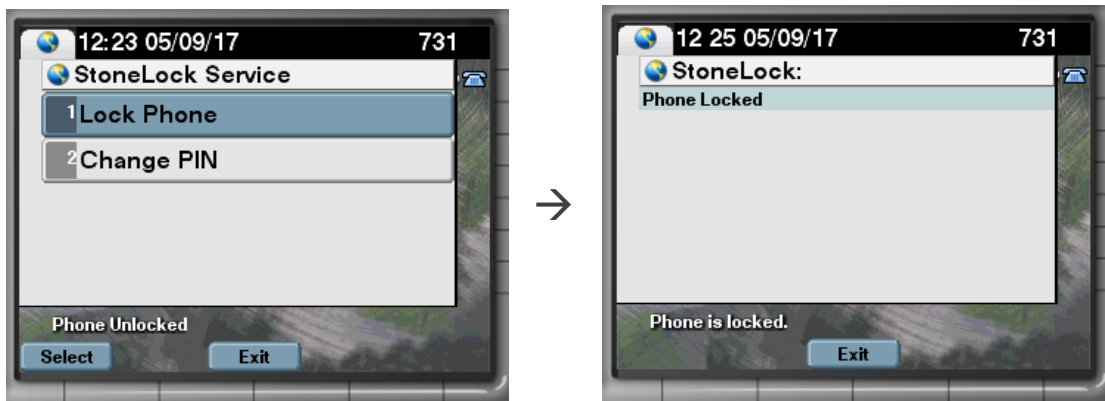 12:23 05/09/17 731
StoneLock Service
1 Lock Phone
2 Change PIN
Phone Unlocked
Select Exit
→
12 25 05/09/17 731
StoneLock:
Phone Locked
Phone is locked.
Exit